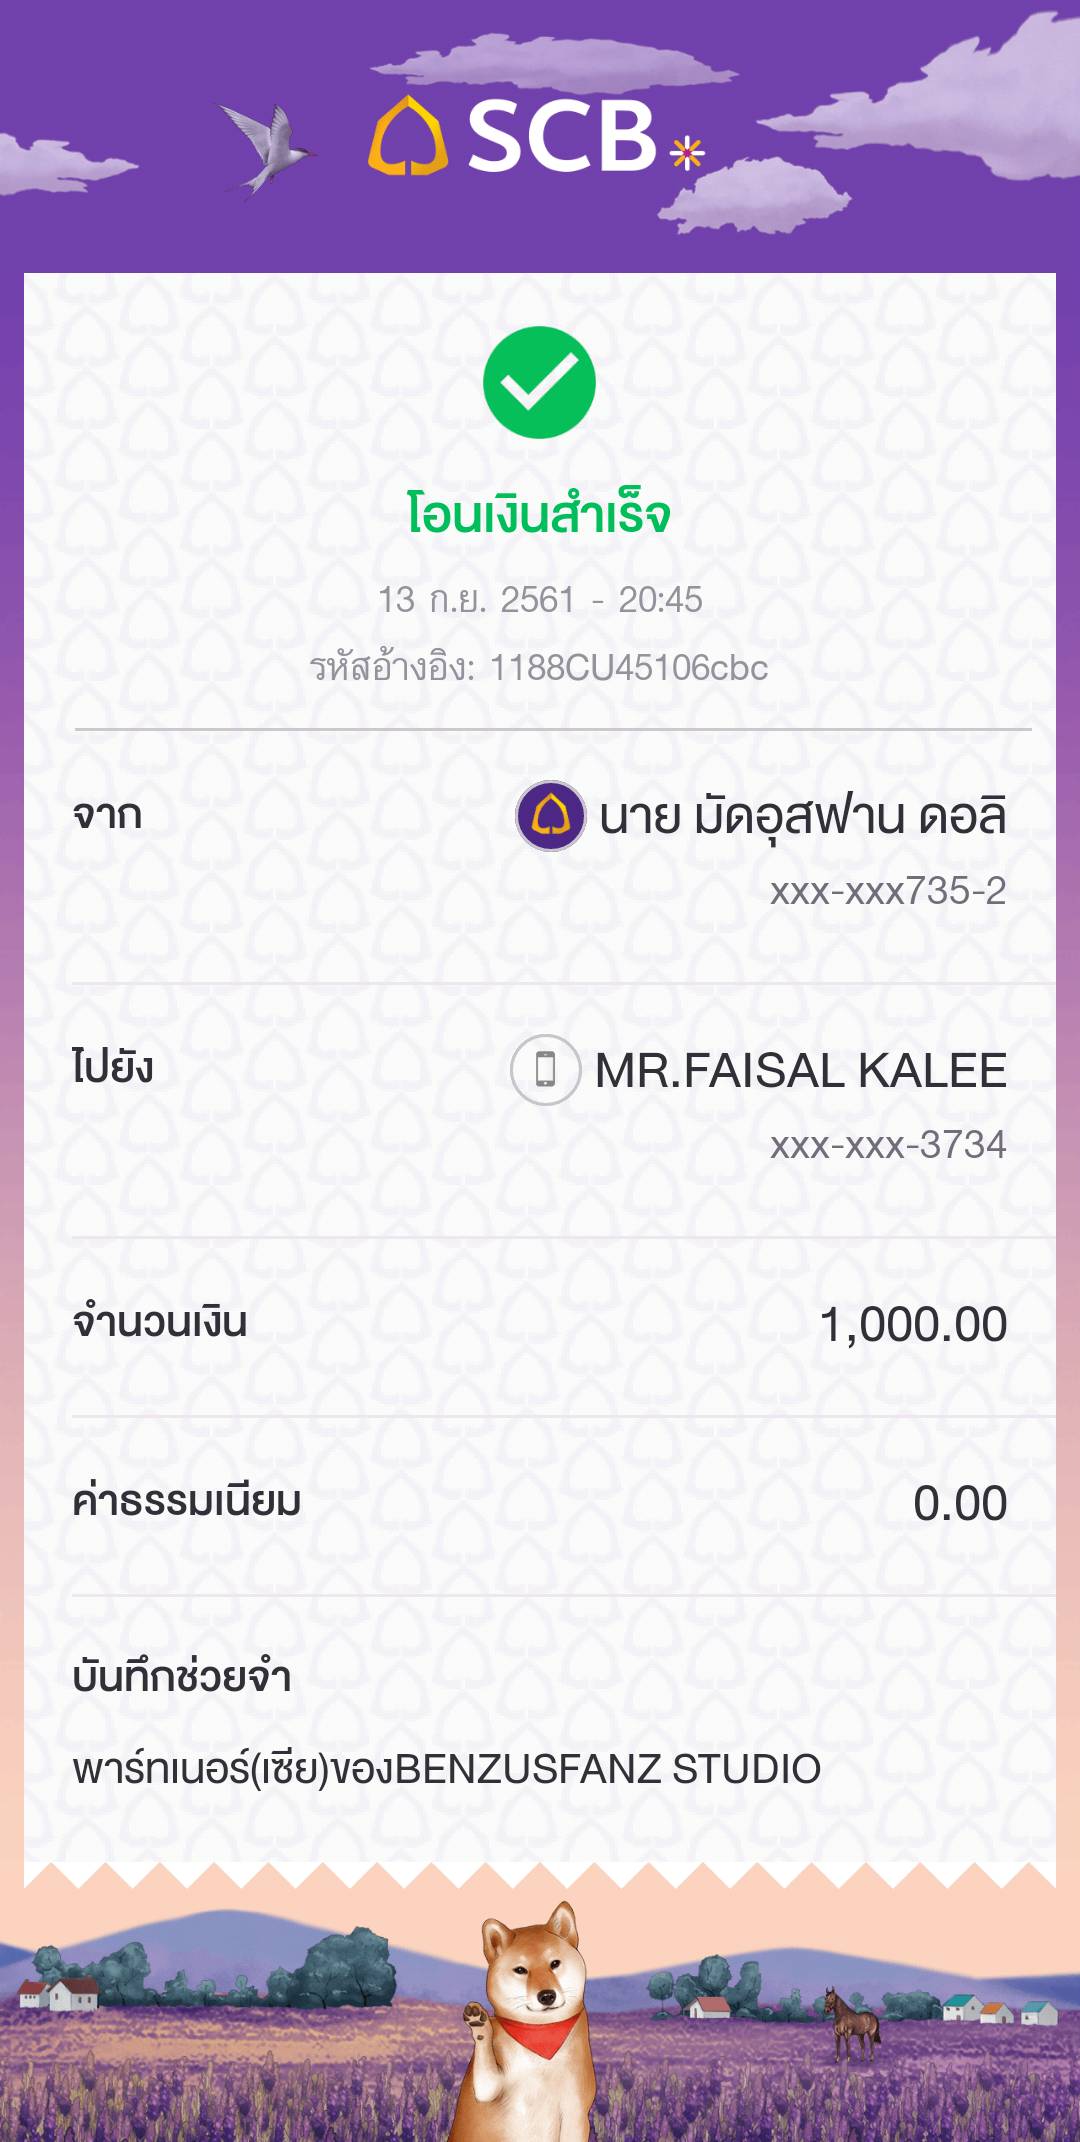 SCB
โอนเงินสำเร็จ
13 ก.ย. 2561 - 20:45
รหัสอ้างอิง: 1188CU45106cbc
จาก
นาย มัดอุสฟาน ดอลิ
xxx-xxx735-2
ไปยัง
MR.FAISAL KALEE
xxx-xxx-3734
จำนวนเงิน
1,000.00
ค่าธรรมเนียม
0.00
บันทึกช่วยจำ
พาร์ทเนอร์(เซีย)ของBENZUSFANZ STUDIO